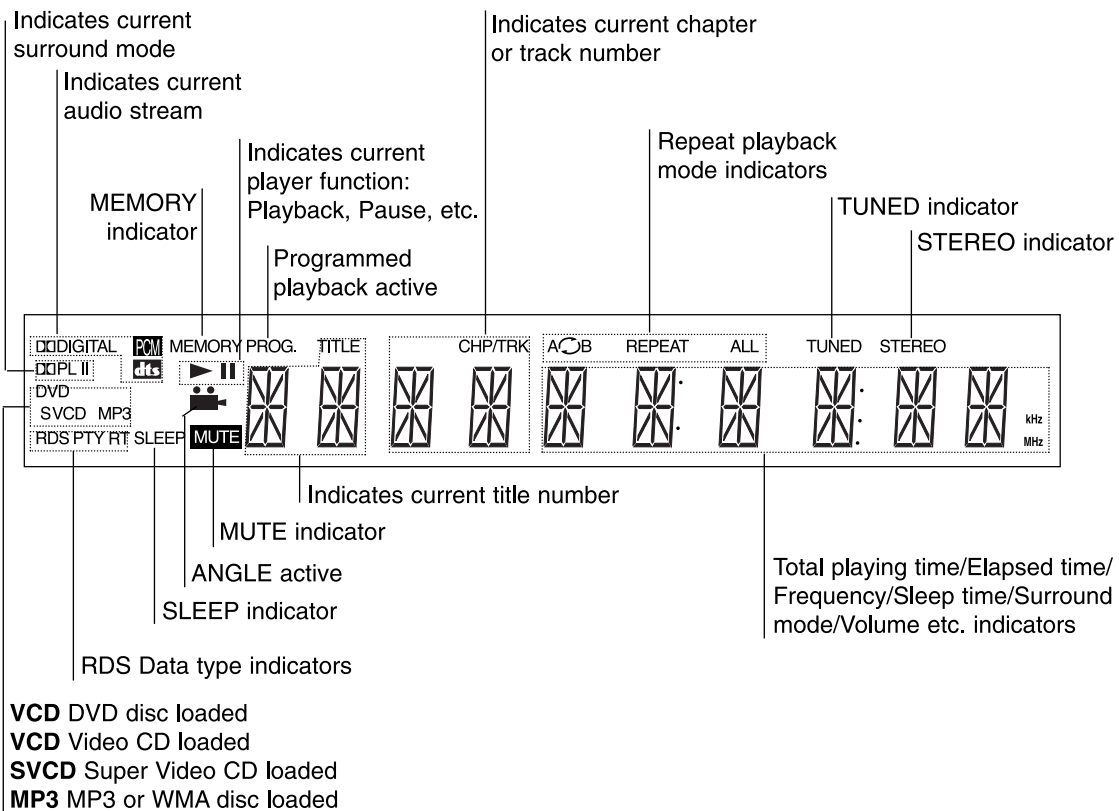 Indicates current
surround mode
Indicates current
audio stream
MEMORY
indicator
Indicates current
player function:
Playback, Pause, etc.
Programmed
playback active
Indicates current chapter
or track number
Repeat playback
mode indicators
TUNED indicator
STEREO indicator
DIGITAL PCM MEMORY PROG. TITLE CHP/TRK A B REPEAT ALL TUNED STEREO
PL II dts
DVD
SVCD MP3
RDS PTY RT SLEEP MUTE
kHz
MHz
Indicates current title number
MUTE indicator
ANGLE active
SLEEP indicator
RDS Data type indicators
Total playing time/Elapsed time/
Frequency/Sleep time/Surround
mode/Volume etc. indicators
VCD DVD disc loaded
VCD Video CD loaded
SVCD Super Video CD loaded
MP3 MP3 or WMA disc loaded